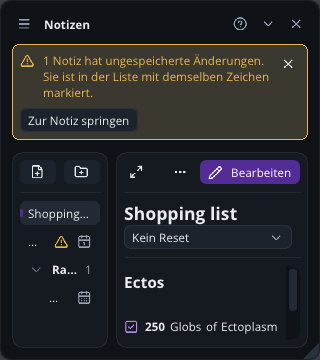 Notizen
1 Notiz hat ungespeicherte Änderungen.
Sie ist in der Liste mit demselben Zeichen
markiert.
Zur Notiz springen
Bearbeiten
Shopping...
...
Ra... 1
...
Shopping list
Kein Reset
Ectos
250 Globs of Ectoplasm